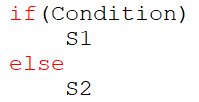 if(Condition)
    S1
else
    S2